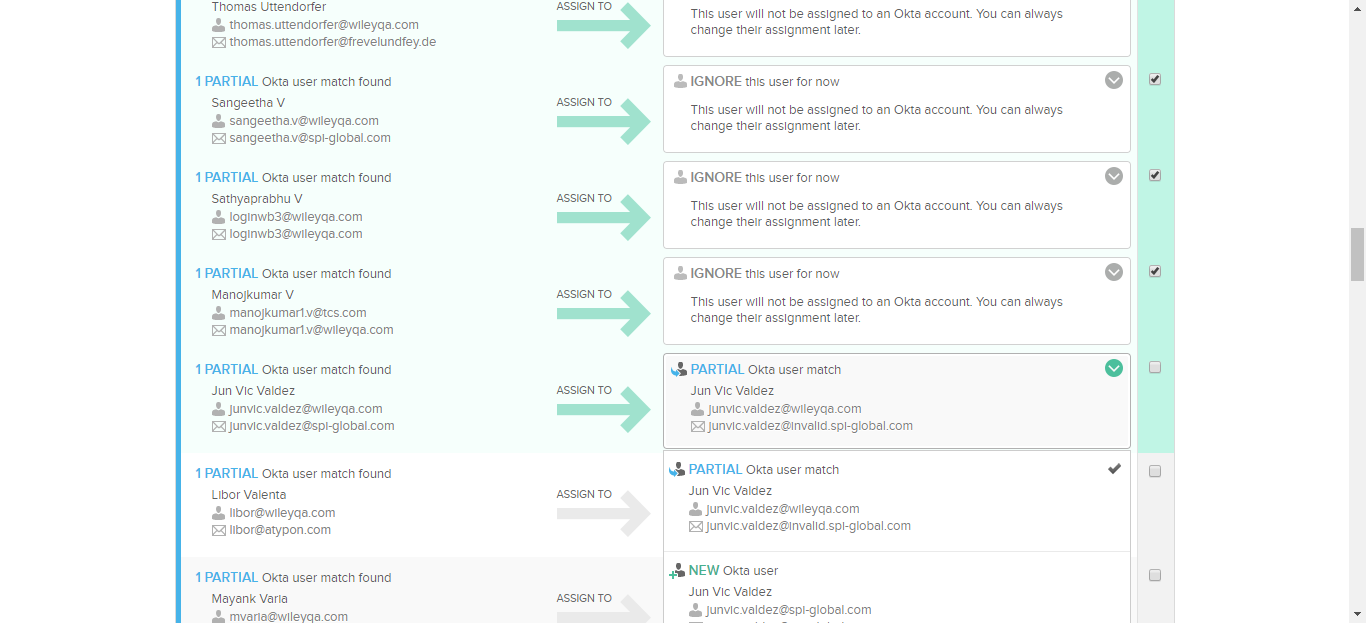 Thomas Uttendorfer
thomas.uttendorfer@wileyqa.com
thomas.uttendorfer@frevelundfey.de
ASSIGN TO
This user will not be assigned to an Okta account. You can always
change their assignment later.
1 PARTIAL Okta user match found
Sangeetha V
sangeetha.v@wileyqa.com
sangeetha.v@spi-global.com
ASSIGN TO
IGNORE this user for now
This user will not be assigned to an Okta account. You can always
change their assignment later.
1 PARTIAL Okta user match found
Sathyaprabhu V
loginwb3@wileyqa.com
loginwb3@wileyqa.com
ASSIGN TO
IGNORE this user for now
This user will not be assigned to an Okta account. You can always
change their assignment later.
1 PARTIAL Okta user match found
Manojkumar V
manojkumar1.v@tcs.com
manojkumar1.v@wileyqa.com
ASSIGN TO
IGNORE this user for now
This user will not be assigned to an Okta account. You can always
change their assignment later.
1 PARTIAL Okta user match found
Jun Vic Valdez
junvic.valdez@wileyqa.com
junvic.valdez@spi-global.com
ASSIGN TO
PARTIAL Okta user match
Jun Vic Valdez
junvic.valdez@wileyqa.com
junvic.valdez@invalid.spi-global.com
1 PARTIAL Okta user match found
Libor Valenta
libor@wileyqa.com
libor@atypon.com
ASSIGN TO
PARTIAL Okta user match
Jun Vic Valdez
junvic.valdez@wileyqa.com
junvic.valdez@invalid.spi-global.com
1 PARTIAL Okta user match found
Mayank Varia
mvaria@wileyqa.com
ASSIGN TO
NEW Okta user
Jun Vic Valdez
junvic.valdez@spi-global.com